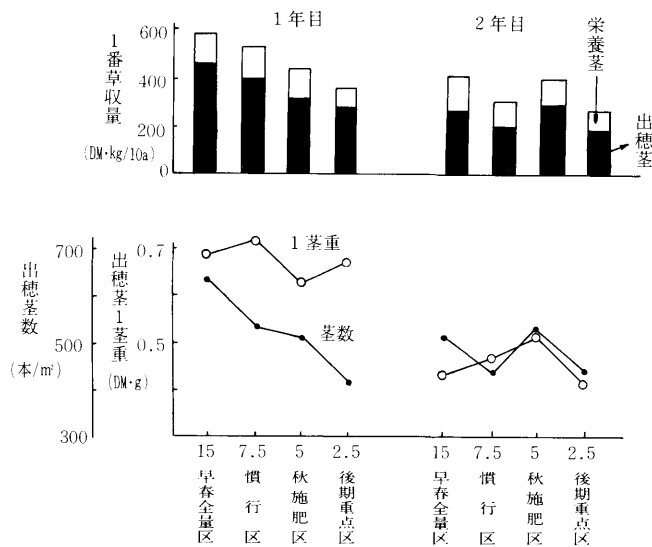 1年目
2年目
栄養茎
出穂茎
1番草収量
(DM・kg/10a)
600
400
200
0
出穂茎数
(本/m²)
700
500
300
出穂茎1茎重
(DM・g)
0.7
0.5
1茎重
茎数
15 7.5 5 2.5 15 7.5 5 2.5
早春全量区 慣行区 秋施肥区 後期重点区 早春全量区 慣行区 秋施肥区 後期重点区